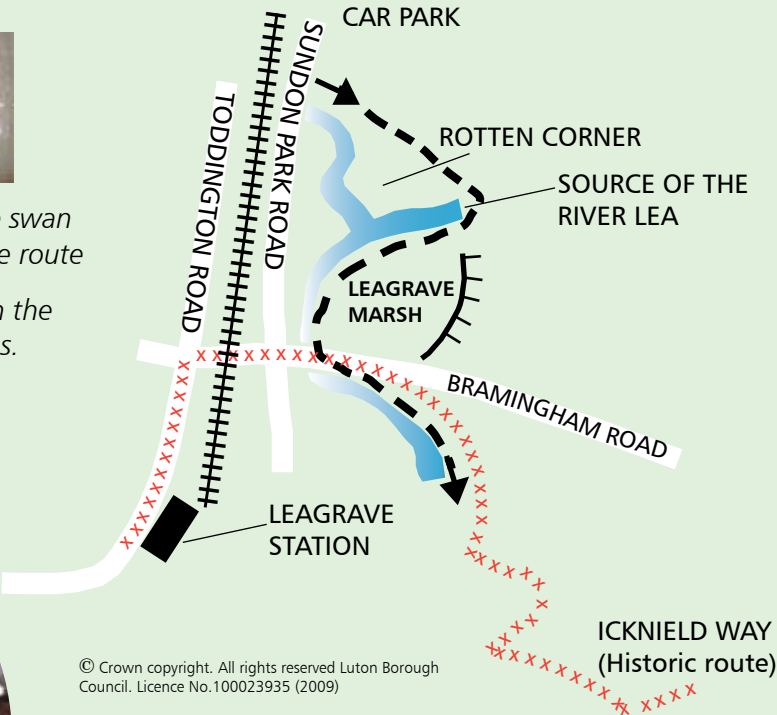 CAR PARK
SUNDON PARK ROAD
TODDINGTON ROAD
ROTTEN CORNER
SOURCE OF THE
RIVER LEA
swan
e route
n the
s.
LEAGRAVE
MARSH
BRAMINGHAM ROAD
LEAGRAVE
STATION
ICKNIELD WAY
(Historic route)
© Crown copyright. All rights reserved Luton Borough
Council. Licence No.100023935 (2009)